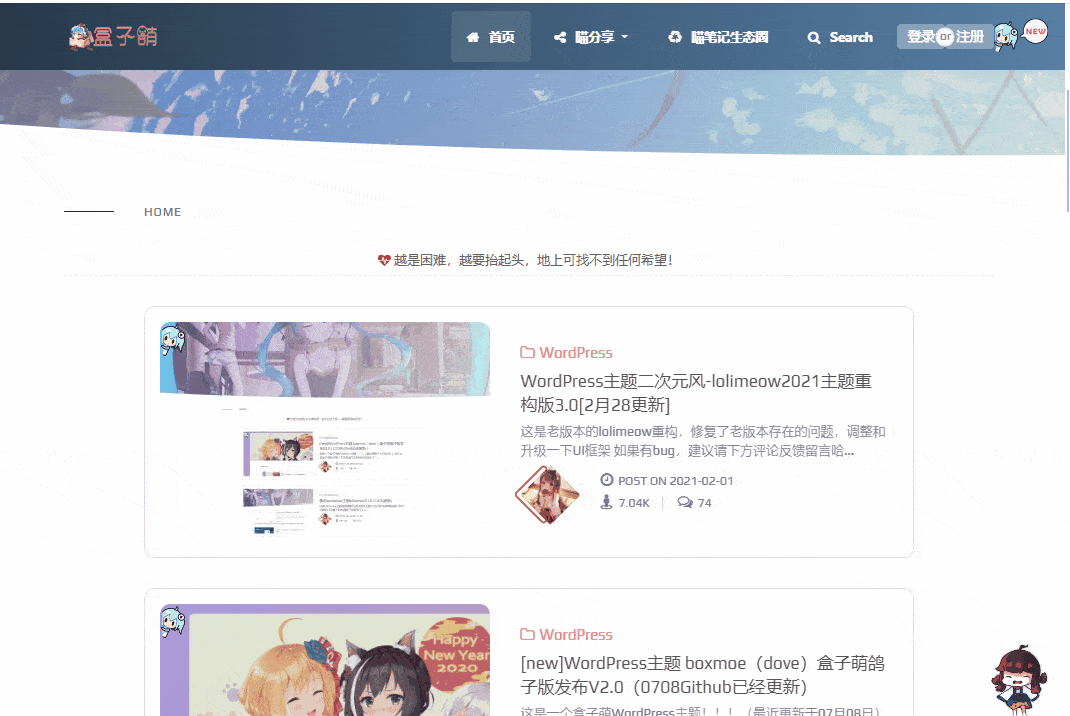 盒子萌
首页
喵分享
喵笔记生态圈
Search
登录 or 注册
NEW
HOME
越是困难，越要抬起头，地上可找不到任何希望！
WordPress
WordPress主题二次元风-lolimeow2021主题重
构版3.0[2月28更新]
这是老版本的lolimeow重构，修复了老版本存在的问题，调整和
升级一下UI框架 如果有bug，建议请下方评论反馈留言哈...
POST ON 2021-02-01
7.04K
74
Happy
New Year
2020
WordPress
[new]WordPress主题 boxmoe（dove）盒子萌鸽
子版发布V2.0（0708Github已经更新）
这是一个盒子萌WordPress主题！！！（最近更新于07月08日）